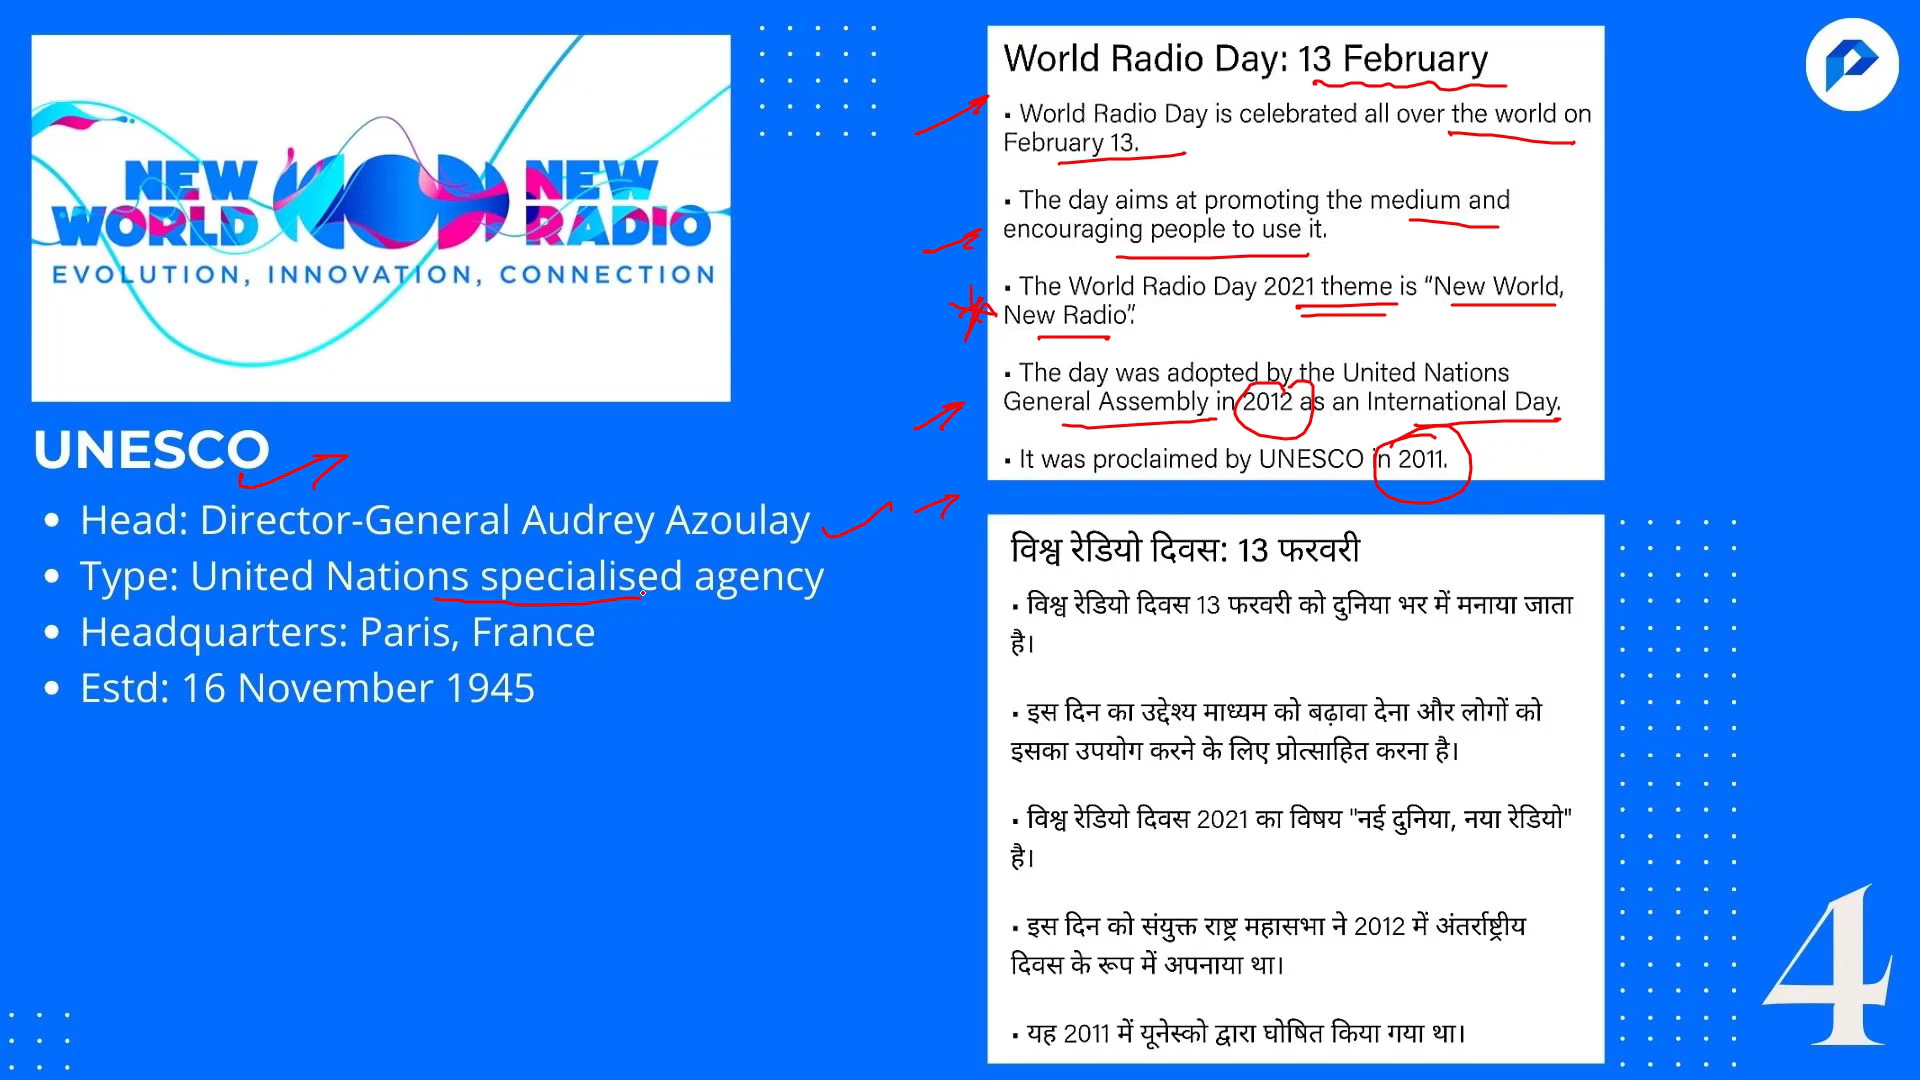 NEW NEW
WORLD RADIO
EVOLUTION, INNOVATION, CONNECTION
UNESCO
• Head: Director-General Audrey Azoulay
• Type: United Nations specialised agency
• Headquarters: Paris, France
• Estd: 16 November 1945
World Radio Day: 13 February
▪ World Radio Day is celebrated all over the world on
February 13.
▪ The day aims at promoting the medium and
encouraging people to use it.
▪ The World Radio Day 2021 theme is “New World,
New Radio”.
▪ The day was adopted by the United Nations
General Assembly in 2012 as an International Day.
▪ It was proclaimed by UNESCO in 2011.
विश्व रेडियो दिवस: 13 फरवरी
▪ विश्व रेडियो दिवस 13 फरवरी को दुनिया भर में मनाया जाता
है।
▪ इस दिन का उद्देश्य माध्यम को बढ़ावा देना और लोगों को
इसका उपयोग करने के लिए प्रोत्साहित करना है।
▪ विश्व रेडियो दिवस 2021 का विषय "नई दुनिया, नया रेडियो"
है।
▪ इस दिन को संयुक्त राष्ट्र महासभा ने 2012 में अंतर्राष्ट्रीय
दिवस के रूप में अपनाया था।
▪ यह 2011 में यूनेस्को द्वारा घोषित किया गया था।
4